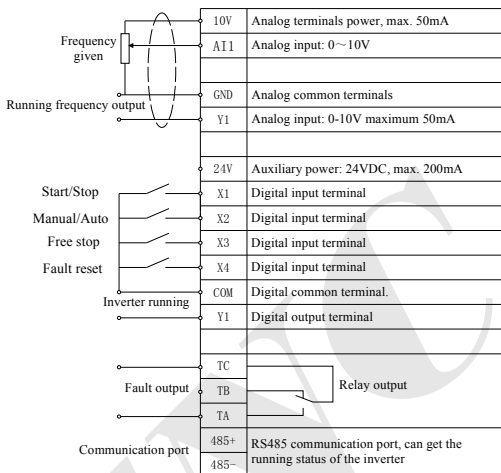 10V Analog terminals power, max. 50mA
Frequency given AI1 Analog input: 0～10V
GND Analog common terminals
Running frequency output Y1 Analog input: 0-10V maximum 50mA
24V Auxiliary power: 24VDC, max. 200mA
Start/Stop X1 Digital input terminal
Manual/Auto X2 Digital input terminal
Free stop X3 Digital input terminal
Fault reset X4 Digital input terminal
COM Digital common terminal.
Inverter running Y1 Digital output terminal
TC
Fault output TB Relay output
TA
Communication port 485+ RS485 communication port, can get the
485- running status of the inverter